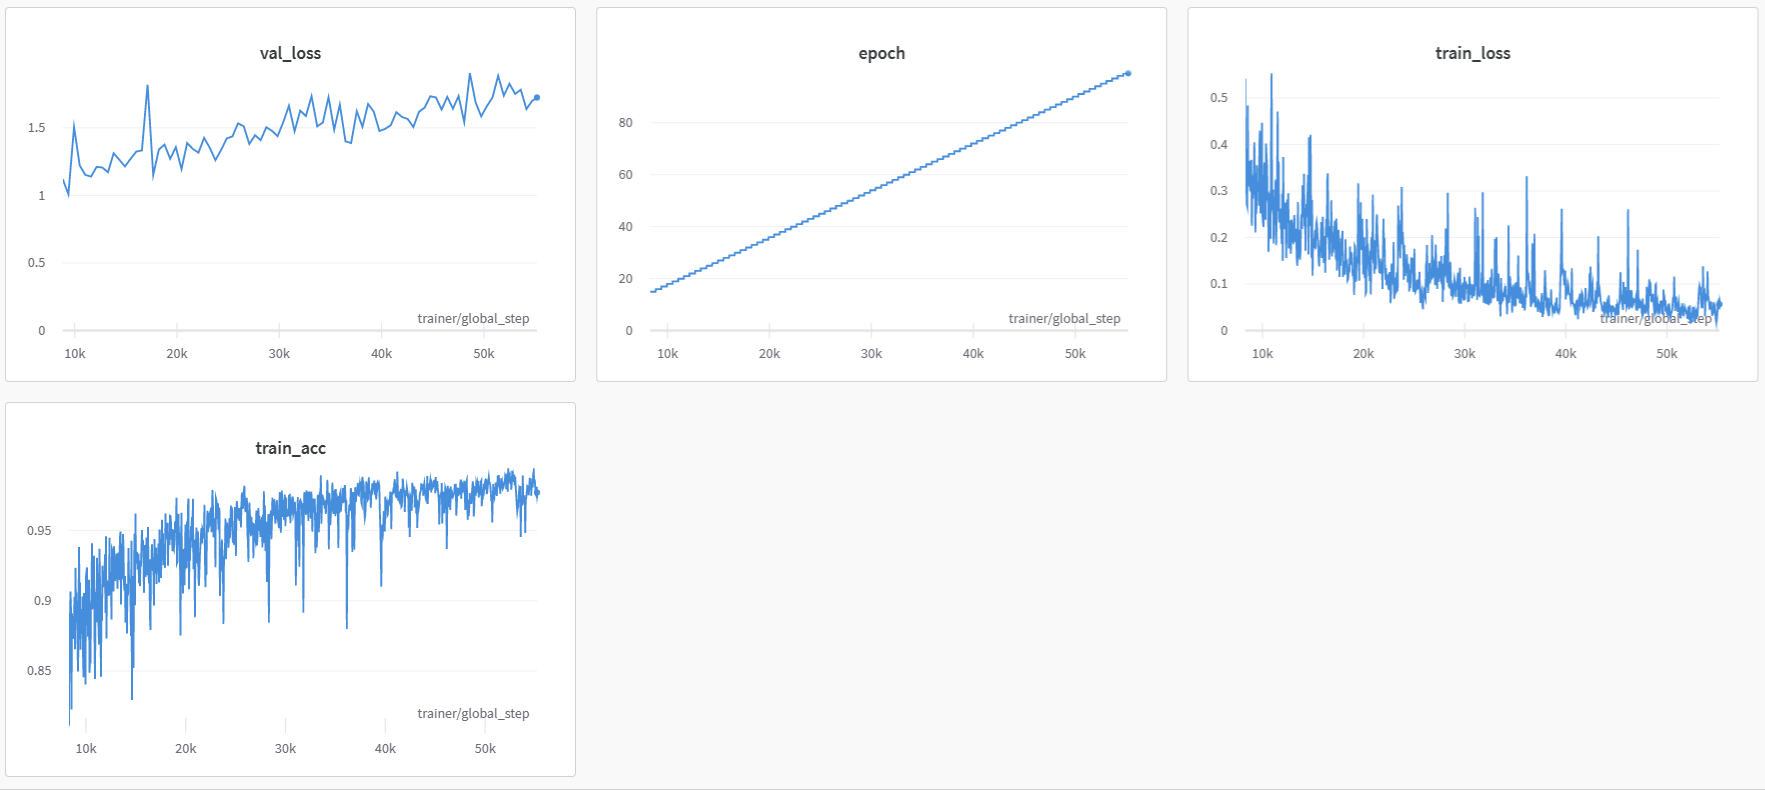 val_loss
1.5
1
0.5
0
trainer/global_step
10k 20k 30k 40k 50k
epoch
80
60
40
20
0
trainer/global_step
10k 20k 30k 40k 50k
train_loss
0.5
0.4
0.3
0.2
0.1
0
trainer/global_step
10k 20k 30k 40k 50k
train_acc
0.95
0.9
0.85
trainer/global_step
10k 20k 30k 40k 50k